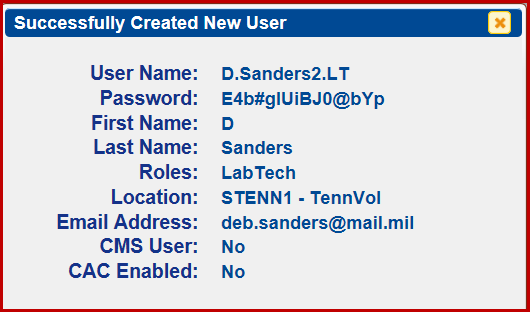 Successfully Created New User
User Name: D.Sanders2.LT
Password: E4b#glUiBJ0@bYp
First Name: D
Last Name: Sanders
Roles: LabTech
Location: STENN1 - TennVol
Email Address: deb.sanders@mail.mil
CMS User: No
CAC Enabled: No